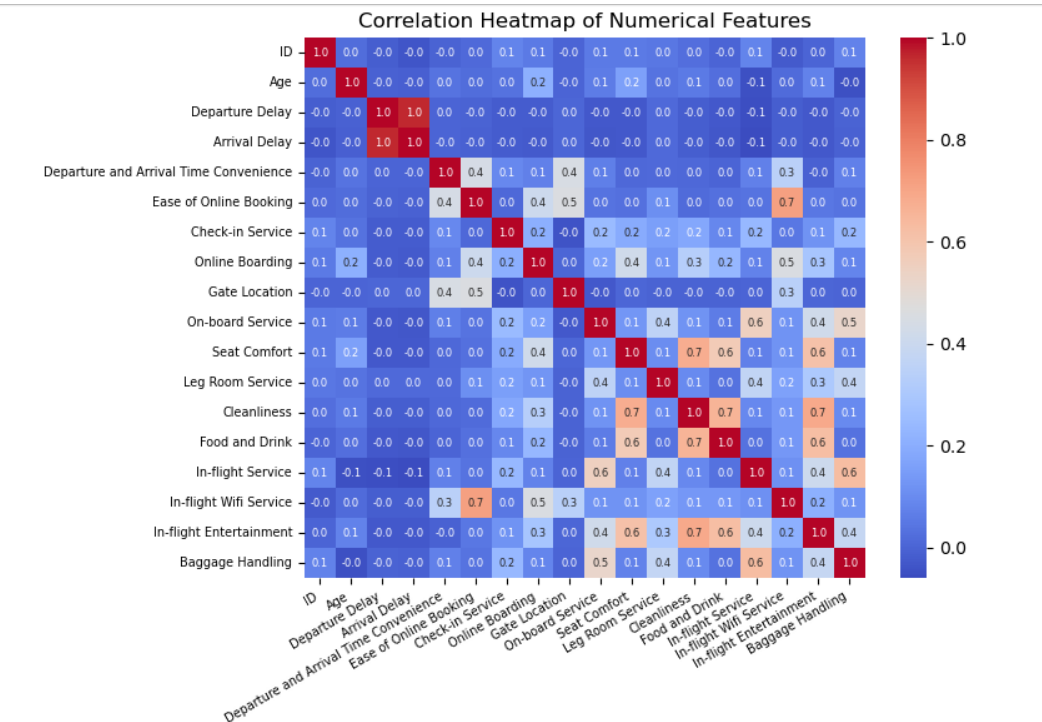 Correlation Heatmap of Numerical Features
ID 1.0 0.0 -0.0 -0.0 -0.0 0.0 0.1 0.1 -0.0 0.1 0.1 0.0 0.0 -0.0 0.1 -0.0 0.0 0.1
Age 0.0 1.0 -0.0 -0.0 0.0 0.0 0.0 0.2 -0.0 0.1 0.2 0.0 0.1 0.0 -0.1 0.0 0.1 -0.0
Departure Delay -0.0 -0.0 1.0 1.0 0.0 -0.0 -0.0 -0.0 0.0 -0.0 -0.0 0.0 -0.0 -0.0 -0.1 -0.0 -0.0 -0.0
Arrival Delay -0.0 -0.0 1.0 1.0 -0.0 -0.0 -0.0 -0.0 0.0 -0.0 -0.0 0.0 -0.0 -0.0 -0.1 -0.0 -0.0 -0.0
Departure and Arrival Time Convenience -0.0 0.0 0.0 -0.0 1.0 0.4 0.1 0.1 0.4 0.1 0.0 0.0 0.0 0.0 0.1 0.3 -0.0 0.1
Ease of Online Booking 0.0 0.0 -0.0 -0.0 0.4 1.0 0.0 0.4 0.5 0.0 0.0 0.1 0.0 0.0 0.0 0.7 0.0 0.0
Check-in Service 0.1 0.0 -0.0 -0.0 0.1 0.0 1.0 0.2 -0.0 0.2 0.2 0.2 0.2 0.1 0.2 0.0 0.1 0.2
Online Boarding 0.1 0.2 -0.0 -0.0 0.1 0.4 0.2 1.0 0.0 0.2 0.4 0.1 0.3 0.2 0.1 0.5 0.3 0.1
Gate Location -0.0 -0.0 0.0 0.0 0.4 0.5 -0.0 0.0 1.0 -0.0 0.0 -0.0 -0.0 -0.0 0.0 0.3 0.0 0.0
On-board Service 0.1 0.1 -0.0 -0.0 0.1 0.0 0.2 0.2 -0.0 1.0 0.1 0.4 0.1 0.1 0.6 0.1 0.4 0.5
Seat Comfort 0.1 0.2 -0.0 -0.0 0.0 0.0 0.2 0.4 0.0 0.1 1.0 0.1 0.7 0.6 0.1 0.1 0.6 0.1
Leg Room Service 0.0 0.0 0.0 0.0 0.0 0.1 0.2 0.1 -0.0 0.4 0.1 1.0 0.1 0.0 0.4 0.2 0.3 0.4
Cleanliness 0.0 0.1 -0.0 -0.0 0.0 0.0 0.2 0.3 -0.0 0.1 0.7 0.1 1.0 0.7 0.1 0.1 0.7 0.1
Food and Drink -0.0 0.0 -0.0 -0.0 0.0 0.0 0.1 0.2 -0.0 0.1 0.6 0.0 0.7 1.0 0.0 0.1 0.6 0.0
In-flight Service 0.1 -0.1 -0.1 -0.1 0.1 0.0 0.2 0.1 0.0 0.6 0.1 0.4 0.1 0.0 1.0 0.1 0.4 0.6
In-flight Wifi Service -0.0 0.0 -0.0 -0.0 0.3 0.7 0.0 0.5 0.3 0.1 0.1 0.2 0.1 0.1 0.1 1.0 0.2 0.1
In-flight Entertainment 0.0 0.1 -0.0 -0.0 -0.0 0.0 0.1 0.3 0.0 0.4 0.6 0.3 0.7 0.6 0.4 0.2 1.0 0.4
Baggage Handling 0.1 -0.0 -0.0 -0.0 0.1 0.0 0.2 0.1 0.0 0.5 0.1 0.4 0.1 0.0 0.6 0.1 0.4 1.0
ID
Age
Departure Delay
Arrival Delay
Departure and Arrival Time Convenience
Ease of Online Booking
Check-in Service
Online Boarding
Gate Location
On-board Service
Seat Comfort
Leg Room Service
Cleanliness
Food and Drink
In-flight Service
In-flight Wifi Service
In-flight Entertainment
Baggage Handling
1.0
0.8
0.6
0.4
0.2
0.0